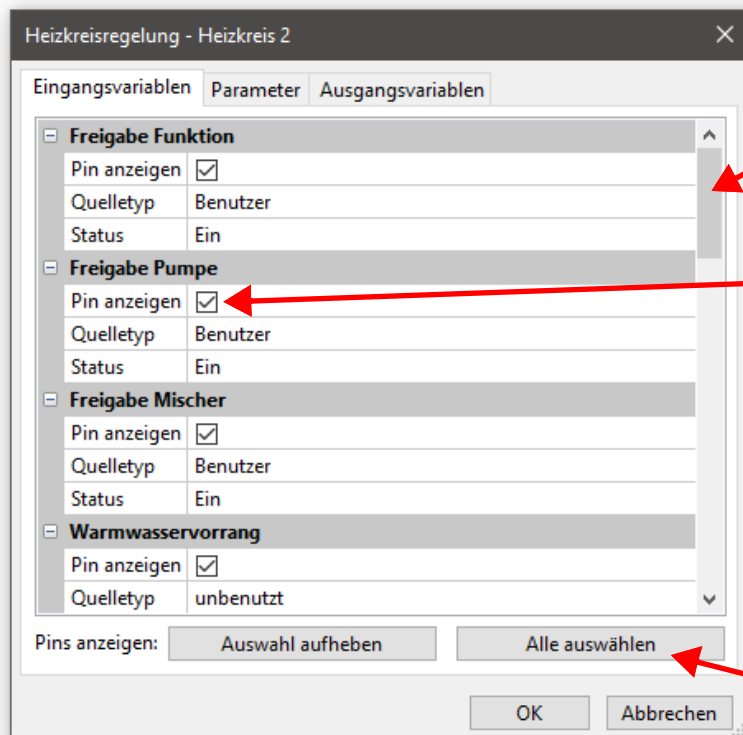 Heizkreisregelung - Heizkreis 2
Eingangsvariablen Parameter Ausgangsvariablen
Freigabe Funktion
Pin anzeigen
Quelletyp Benutzer
Status Ein
Freigabe Pumpe
Pin anzeigen
Quelletyp Benutzer
Status Ein
Freigabe Mischer
Pin anzeigen
Quelletyp Benutzer
Status Ein
Warmwasservorrang
Pin anzeigen
Quelletyp unbenutzt
Pins anzeigen: Auswahl aufheben Alle auswählen
OK Abbrechen